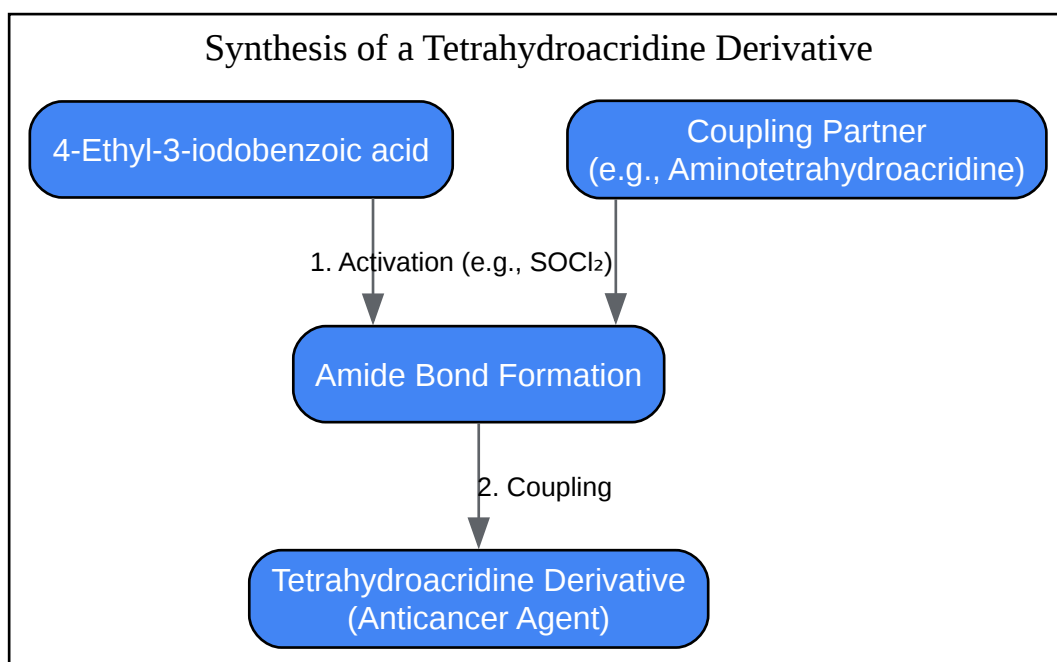 Synthesis of a Tetrahydroacridine Derivative
4-Ethyl-3-iodobenzoic acid
Coupling Partner
(e.g., Aminotetrahydroacridine)
1. Activation (e.g., SOCl₂)
Amide Bond Formation
2. Coupling
Tetrahydroacridine Derivative
(Anticancer Agent)